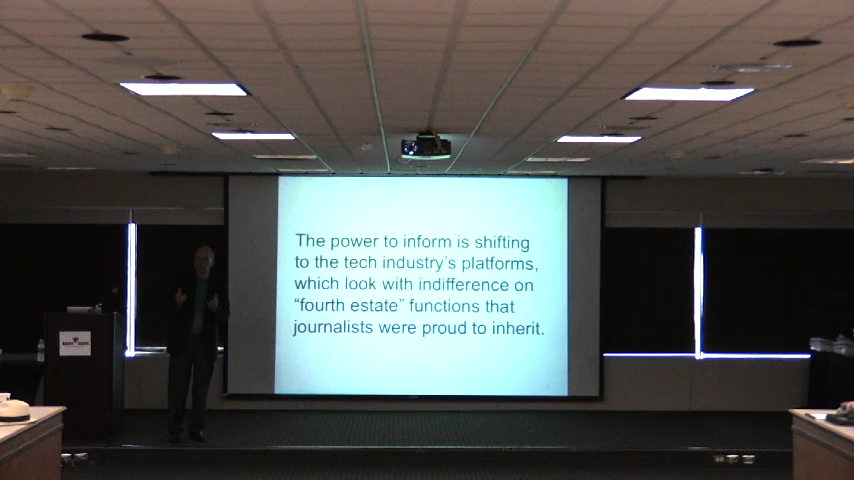 The power to inform is shifting
to the tech industry's platforms,
which look with indifference on
“fourth estate” functions that
journalists were proud to inherit.